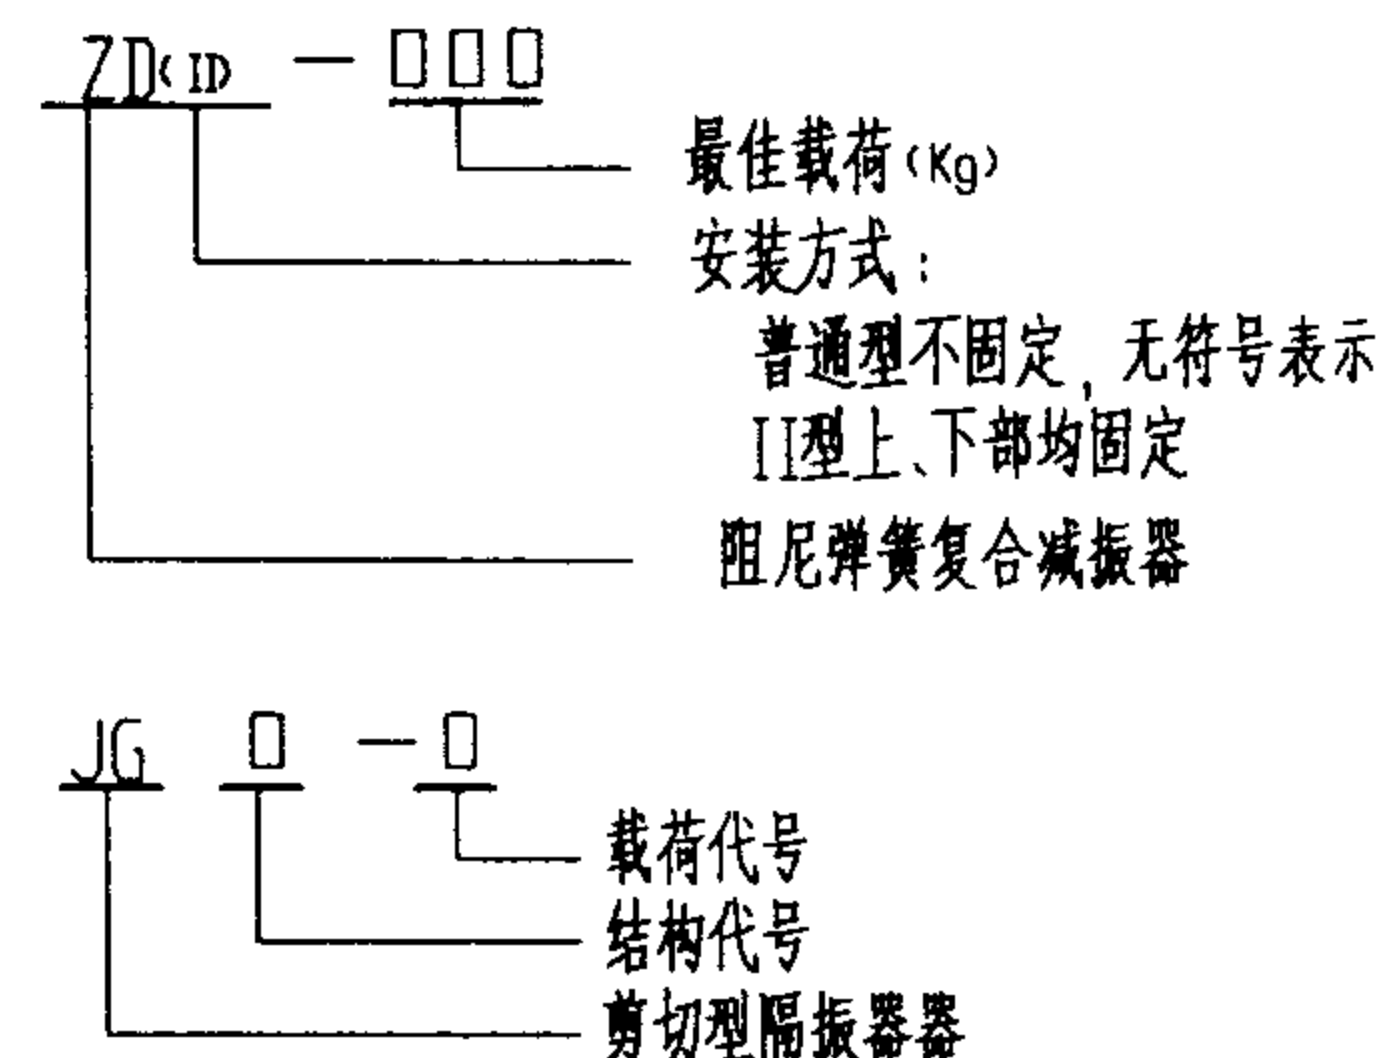 ZD(II) — □□□
最佳载荷(Kg)
安装方式：
普通型不固定，无符号表示
II型上、下部均固定
阻尼弹簧复合减振器
JG □ — □
载荷代号
结构代号
剪切型隔振器器